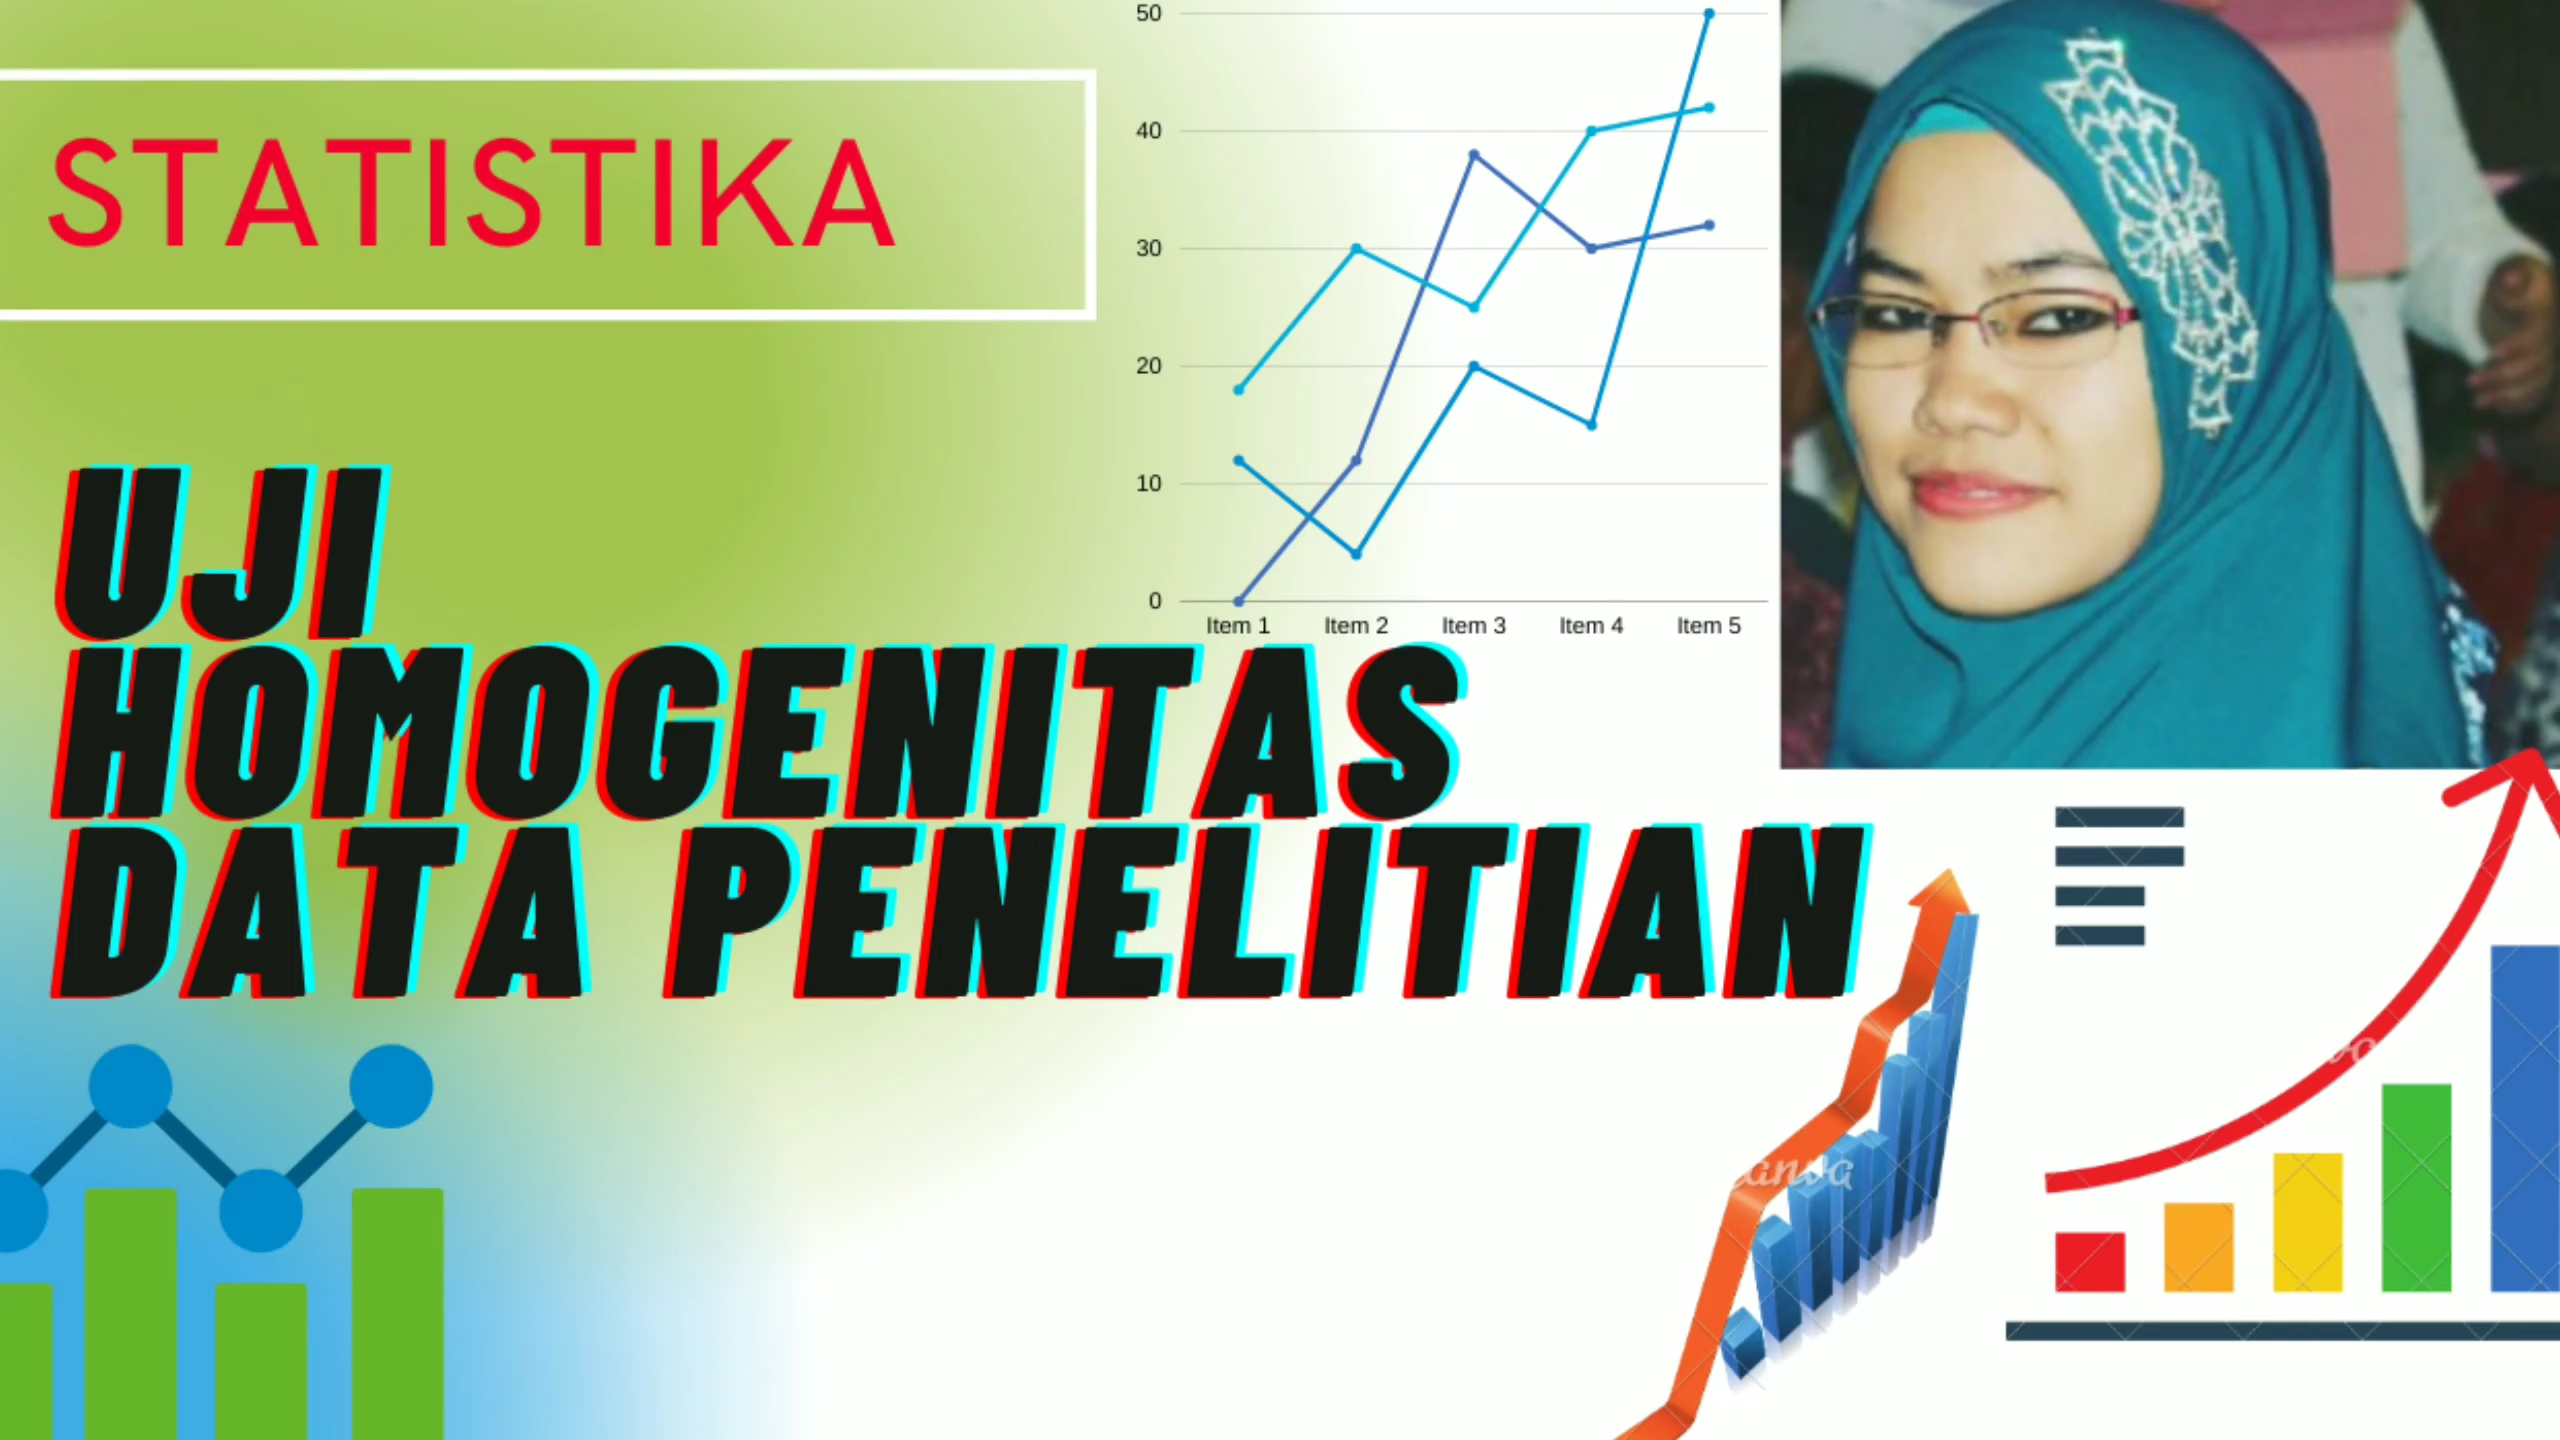 STATISTIKA
50
40
30
20
10
0
Item 1 Item 2 Item 3 Item 4 Item 5
UJI
HOMOGENITAS
DATA PENELITIAN